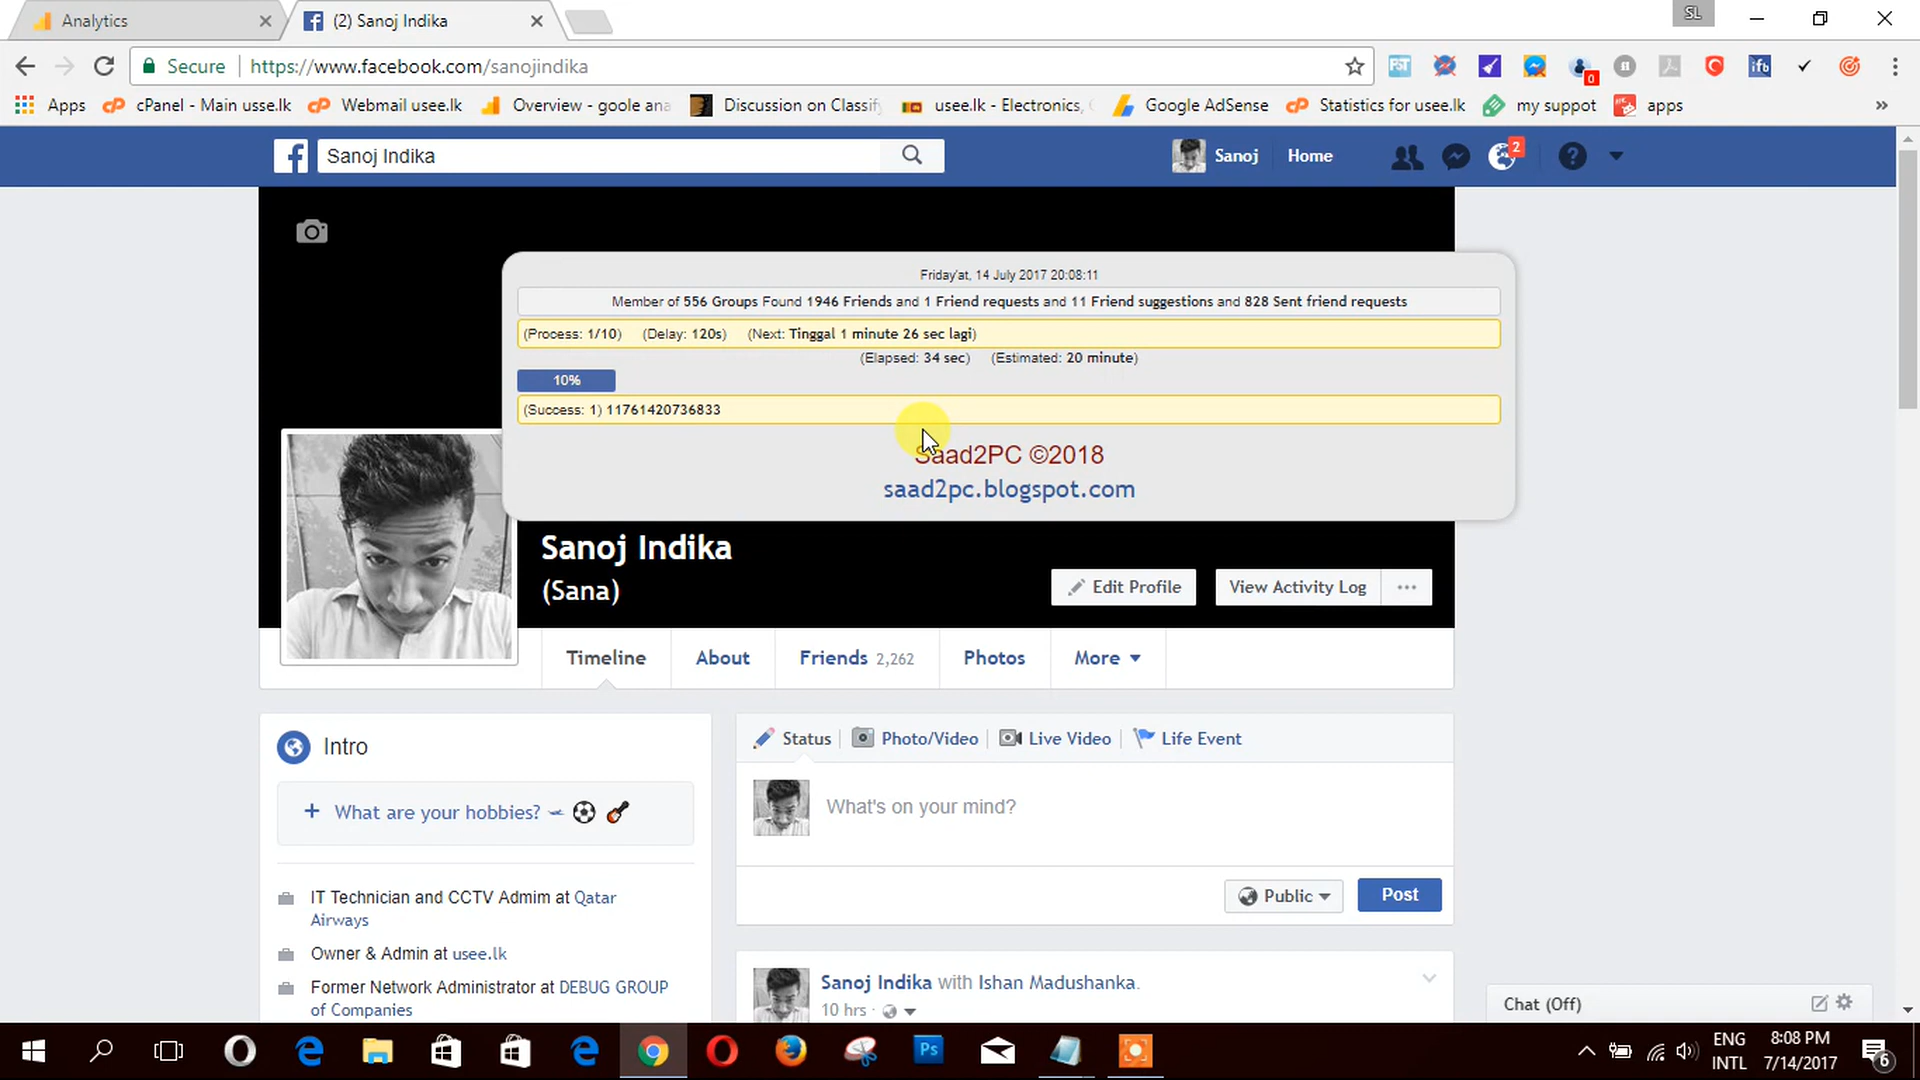 Analytics
(2) Sanoj Indika
SL
Secure
https://www.facebook.com/sanojindika
Apps
cPanel - Main usse.lk
Webmail usee.lk
Overview - goole ana
Discussion on Classify
usee.lk - Electronics,
Google AdSense
Statistics for usee.lk
my suppot
apps
Sanoj Indika
Sanoj
Home
2
Friday'at, 14 July 2017 20:08:11
Member of 556 Groups Found 1946 Friends and 1 Friend requests and 11 Friend suggestions and 828 Sent friend requests
(Process: 1/10) (Delay: 120s) (Next: Tinggal 1 minute 26 sec lagi)
(Elapsed: 34 sec) (Estimated: 20 minute)
10%
(Success: 1) 11761420736833
Saad2PC ©2018
saad2pc.blogspot.com
Sanoj Indika
(Sana)
Edit Profile
View Activity Log
Timeline
About
Friends 2,262
Photos
More
Intro
What are your hobbies?
IT Technician and CCTV Admim at Qatar
Airways
Owner & Admin at usee.lk
Former Network Administrator at DEBUG GROUP
of Companies
Status
Photo/Video
Live Video
Life Event
What's on your mind?
Public
Post
Sanoj Indika with Ishan Madushanka.
10 hrs ·
Chat (Off)
Ps
ENG
INTL
8:08 PM
7/14/2017
6